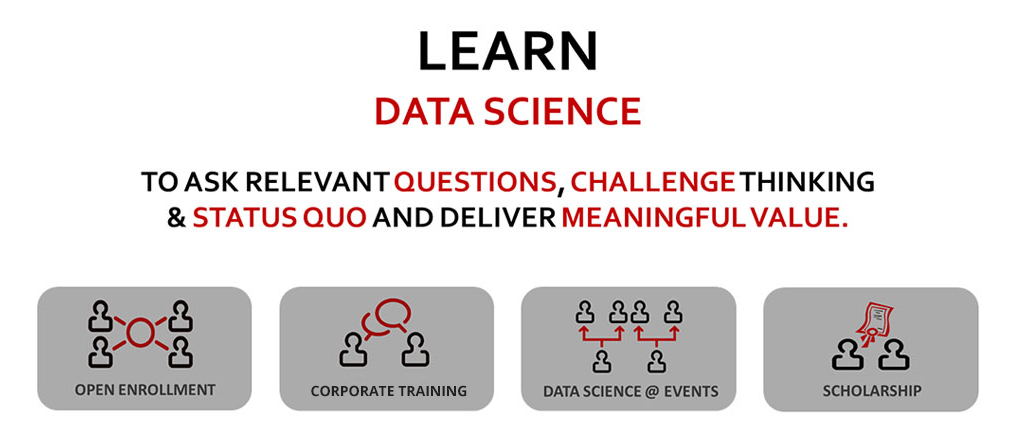 LEARN
DATA SCIENCE
TO ASK RELEVANT QUESTIONS, CHALLENGE THINKING
& STATUS QUO AND DELIVER MEANINGFUL VALUE.
OPEN ENROLLMENT
CORPORATE TRAINING
DATA SCIENCE @ EVENTS
SCHOLARSHIP